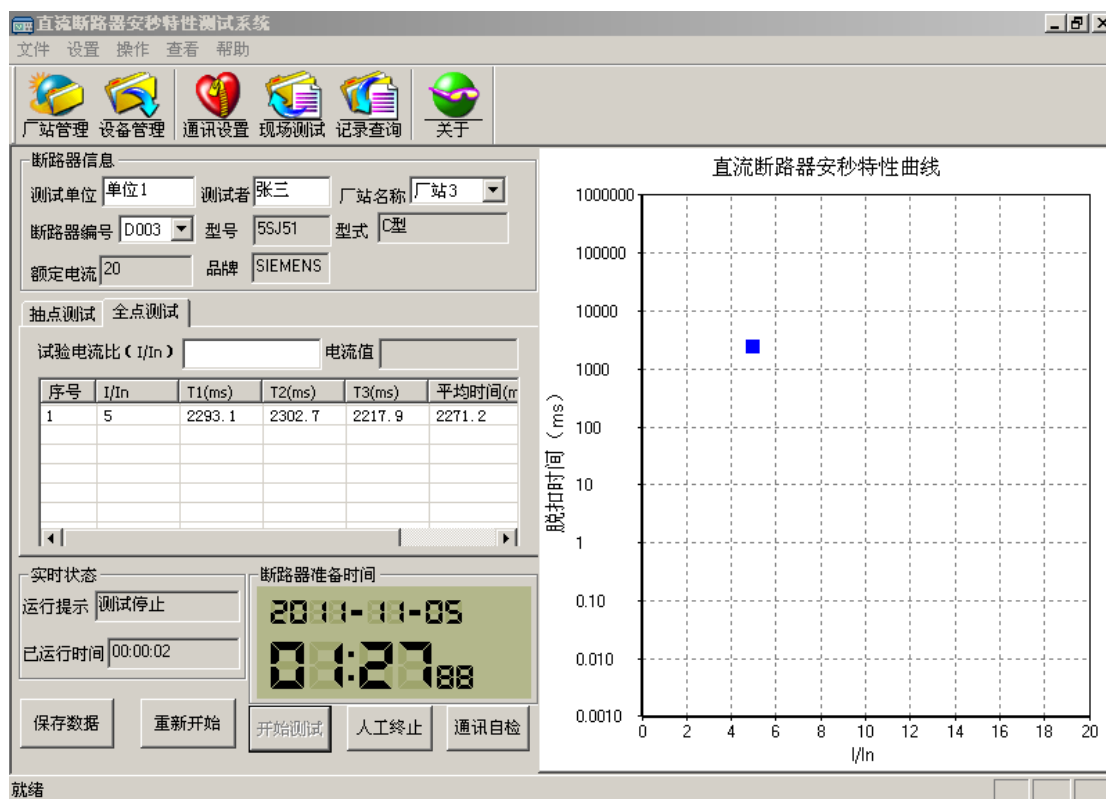 直流断路器安秒特性测试系统
文件 设置 操作 查看 帮助
厂站管理 设备管理 通讯设置 现场测试 记录查询 关于
断路器信息
测试单位 单位1 测试者 张三 厂站名称 厂站3
断路器编号 D003 型号 5SJ51 型式 C型
额定电流 20 品牌 SIEMENS
抽点测试 全点测试
试验电流比(I/In) 电流值
序号 I/In T1(ms) T2(ms) T3(ms) 平均时间(m
1 5 2293.1 2302.7 2217.9 2271.2
实时状态
运行提示 测试停止
已运行时间 00:00:02
断路器准备时间
2011-11-05
01:27 88
保存数据 重新开始 开始测试 人工终止 通讯自检
直流断路器安秒特性曲线
1000000
100000
10000
1000
100
10
1
0.10
0.010
0.0010
脱扣时间(ms)
0 2 4 6 8 10 12 14 16 18 20
I/In
就绪